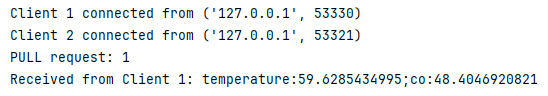 Client 1 connected from ('127.0.0.1', 53330)
Client 2 connected from ('127.0.0.1', 53321)
PULL request: 1
Received from Client 1: temperature:59.6285434995;co:48.4046920821